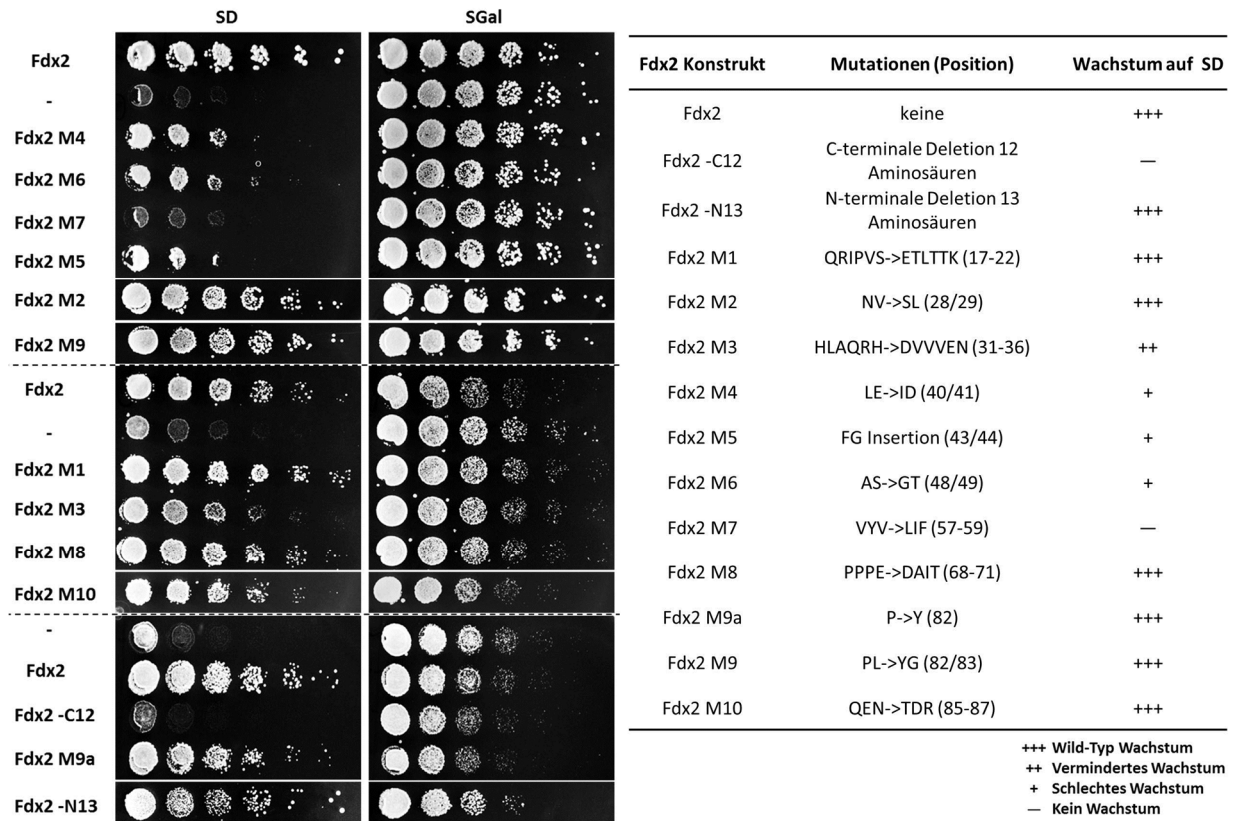 SD SGal
Fdx2
-
Fdx2 M4
Fdx2 M6
Fdx2 M7
Fdx2 M5
Fdx2 M2
Fdx2 M9
Fdx2
-
Fdx2 M1
Fdx2 M3
Fdx2 M8
Fdx2 M10
-
Fdx2
Fdx2 -C12
Fdx2 M9a
Fdx2 -N13
Fdx2 Konstrukt Mutationen (Position) Wachstum auf SD
Fdx2 keine +++
C-terminale Deletion 12
Fdx2 -C12 —
Aminosäuren
N-terminale Deletion 13
Fdx2 -N13 +++
Aminosäuren
Fdx2 M1 QRIPVS->ETLTTK (17-22) +++
Fdx2 M2 NV->SL (28/29) +++
Fdx2 M3 HLAQRH->DVVVEN (31-36) ++
Fdx2 M4 LE->ID (40/41) +
Fdx2 M5 FG Insertion (43/44) +
Fdx2 M6 AS->GT (48/49) +
Fdx2 M7 VYV->LIF (57-59) —
Fdx2 M8 PPPE->DAIT (68-71) +++
Fdx2 M9a P->Y (82) +++
Fdx2 M9 PL->YG (82/83) +++
Fdx2 M10 QEN->TDR (85-87) +++
+++ Wild-Typ Wachstum
++ Vermindertes Wachstum
+ Schlechtes Wachstum
— Kein Wachstum